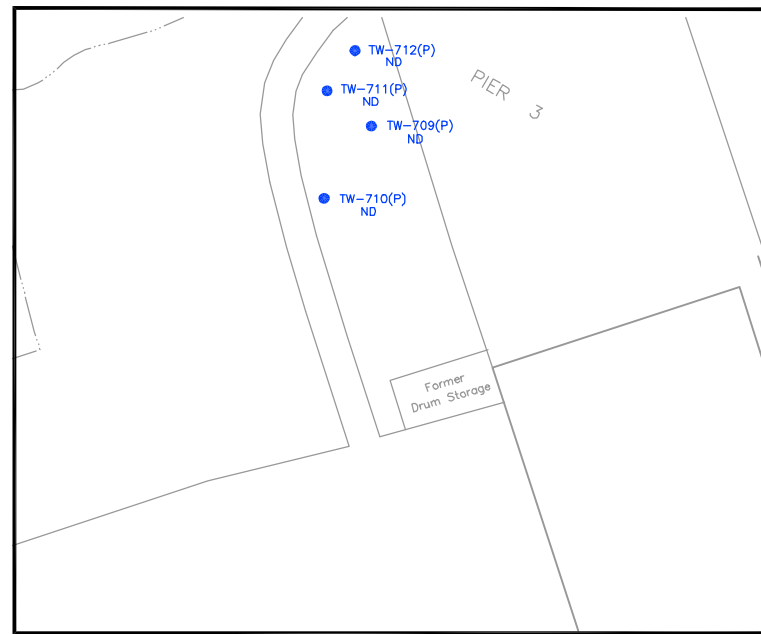 TW-712(P)
ND
TW-711(P)
ND
TW-709(P)
ND
TW-710(P)
ND
PIER 3
Former
Drum Storage